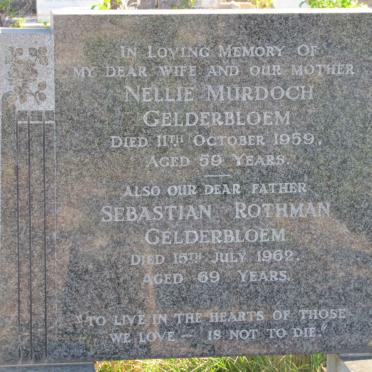 IN LOVING MEMORY OF
MY DEAR WIFE AND OUR MOTHER
NELLIE MURDOCH
GELDERBLOEM
DIED 11TH OCTOBER 1959,
AGED 59 YEARS.
ALSO OUR DEAR FATHER
SEBASTIAN ROTHMAN
GELDERBLOEM
DIED 15TH JULY 1962.
AGED 69 YEARS.
"TO LIVE IN THE HEARTS OF THOSE
WE LOVE - IS NOT TO DIE."